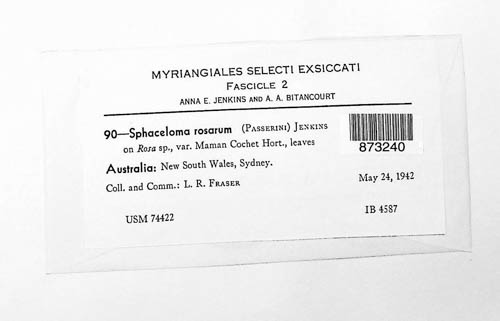 MYRIANGIALES SELECTI EXSICCATI
FASCICLE 2
ANNA E. JENKINS AND A. A. BITANCOURT
90—Sphaceloma rosarum (PASSERINI) JENKINS
on Rosa sp., var. Maman Cochet Hort., leaves
873240
Australia: New South Wales, Sydney.
Coll. and Comm.: L. R. FRASER May 24, 1942
USM 74422 IB 4587